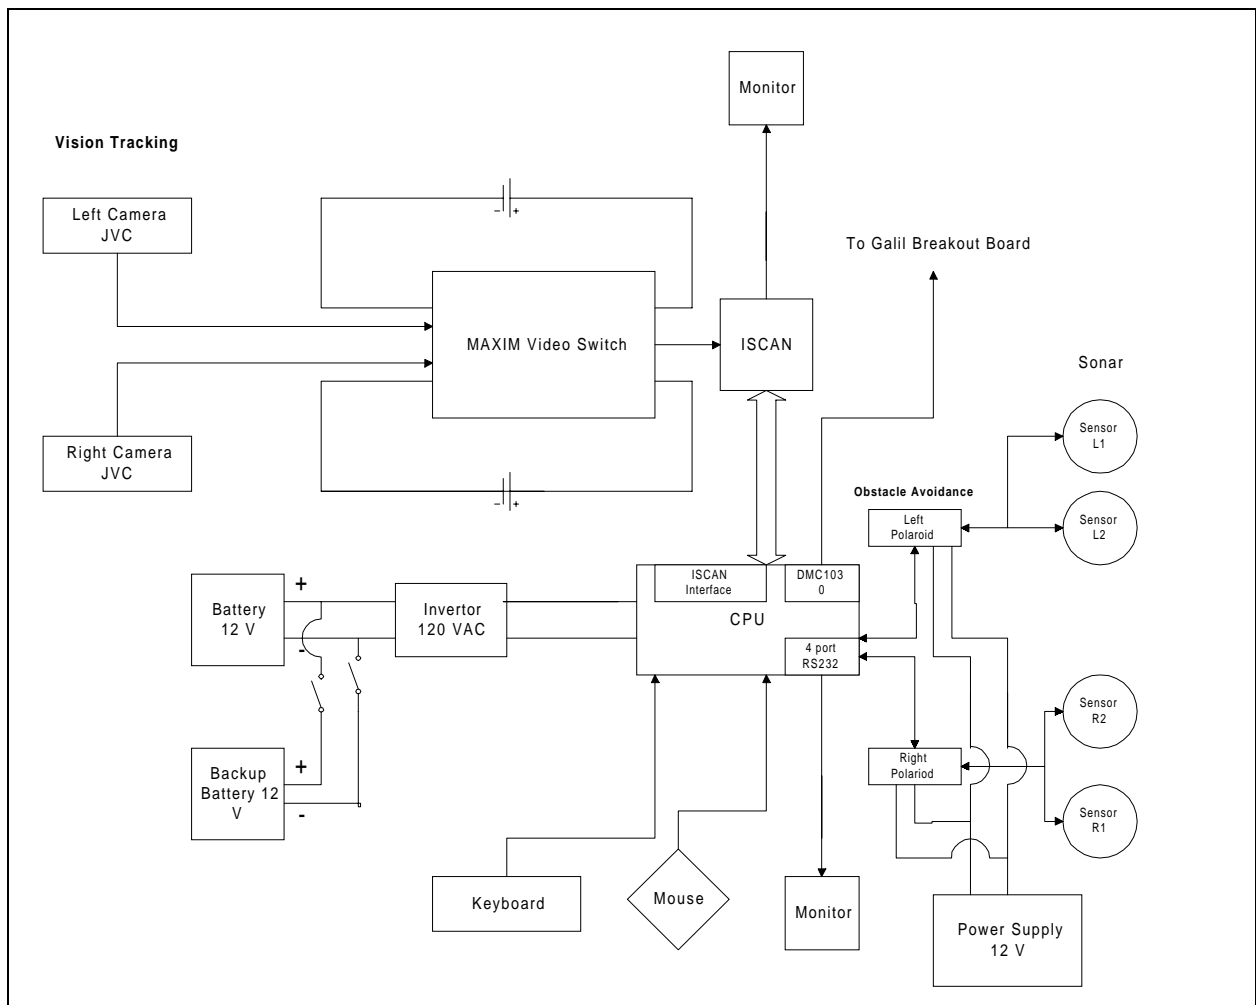 Monitor
Vision Tracking
Left Camera
JVC
- +
To Galil Breakout Board
MAXIM Video Switch
ISCAN
Sonar
Sensor
L1
Right Camera
JVC
- +
Obstacle Avoidance
Left
Polaroid
Sensor
L2
+
Battery
12 V
-
Invertor
120 VAC
ISCAN
Interface
DMC103
0
CPU
4 port
RS232
Sensor
R2
+
Backup
Battery 12
V
-
Right
Polariod
Sensor
R1
Keyboard
Mouse
Monitor
Power Supply
12 V